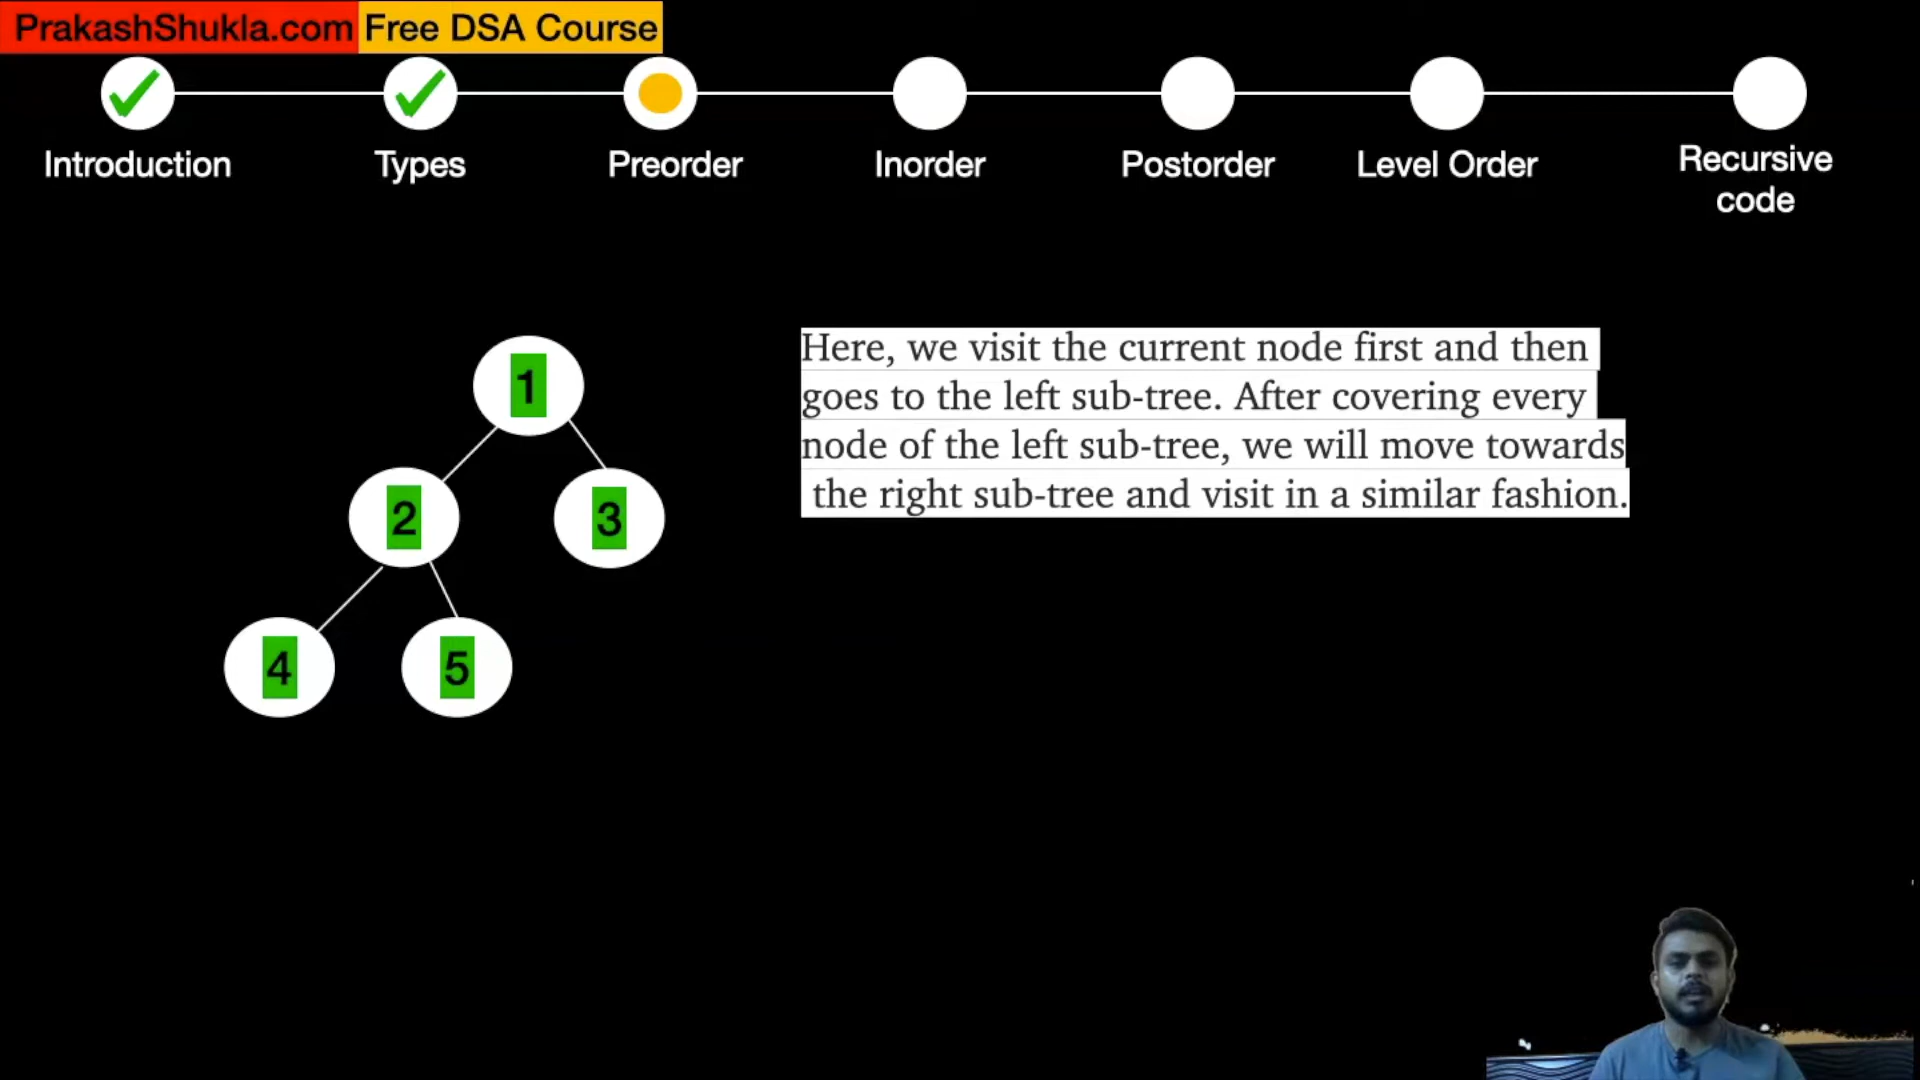 PrakashShukla.com Free DSA Course
Introduction
Types
Preorder
Inorder
Postorder
Level Order
Recursive
code
1
2
3
4
5
Here, we visit the current node first and then
goes to the left sub-tree. After covering every
node of the left sub-tree, we will move towards
the right sub-tree and visit in a similar fashion.